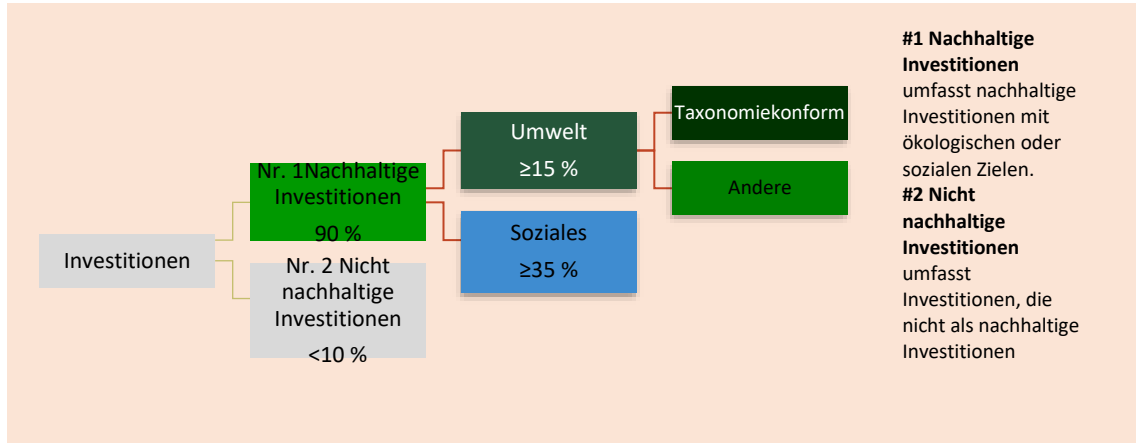 Investitionen
Nr. 1Nachhaltige
Investitionen
90 %
Nr. 2 Nicht
nachhaltige
Investitionen
<10 %
Umwelt
≥15 %
Soziales
≥35 %
Taxonomiekonform
Andere
#1 Nachhaltige
Investitionen
umfasst nachhaltige
Investitionen mit
ökologischen oder
sozialen Zielen.
#2 Nicht
nachhaltige
Investitionen
umfasst
Investitionen, die
nicht als nachhaltige
Investitionen